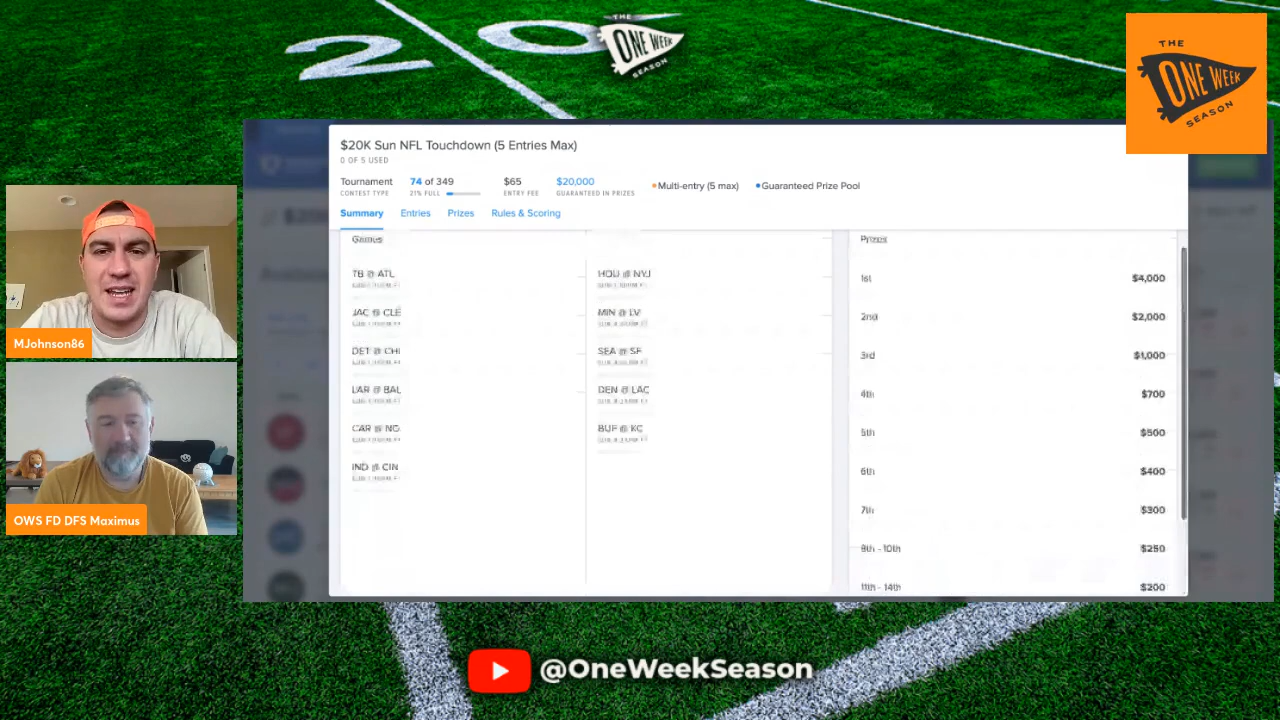 2 0
THE
ONE WEEK
SEASON
THE
ONE WEEK
SEASON
$20K Sun NFL Touchdown (5 Entries Max)
0 OF 5 USED
Tournament
CONTEST TYPE
74 of 349
21% FULL
$65
ENTRY FEE
$20,000
GUARANTEED IN PRIZES
Multi-entry (5 max)
Guaranteed Prize Pool
Summary Entries Prizes Rules & Scoring
Games
TB @ ATL
JAC @ CLE
DET @ CHI
LAR @ BAL
CAR @ NO
IND @ CIN
HOU @ NYJ
MIN @ LV
SEA @ SF
DEN @ LAC
BUF @ KC
Prizes
1st $4,000
2nd $2,000
3rd $1,000
4th $700
5th $500
6th $400
7th $300
8th - 10th $250
11th - 14th $200
MJohnson86
OWS FD DFS Maximus
@OneWeekSeason